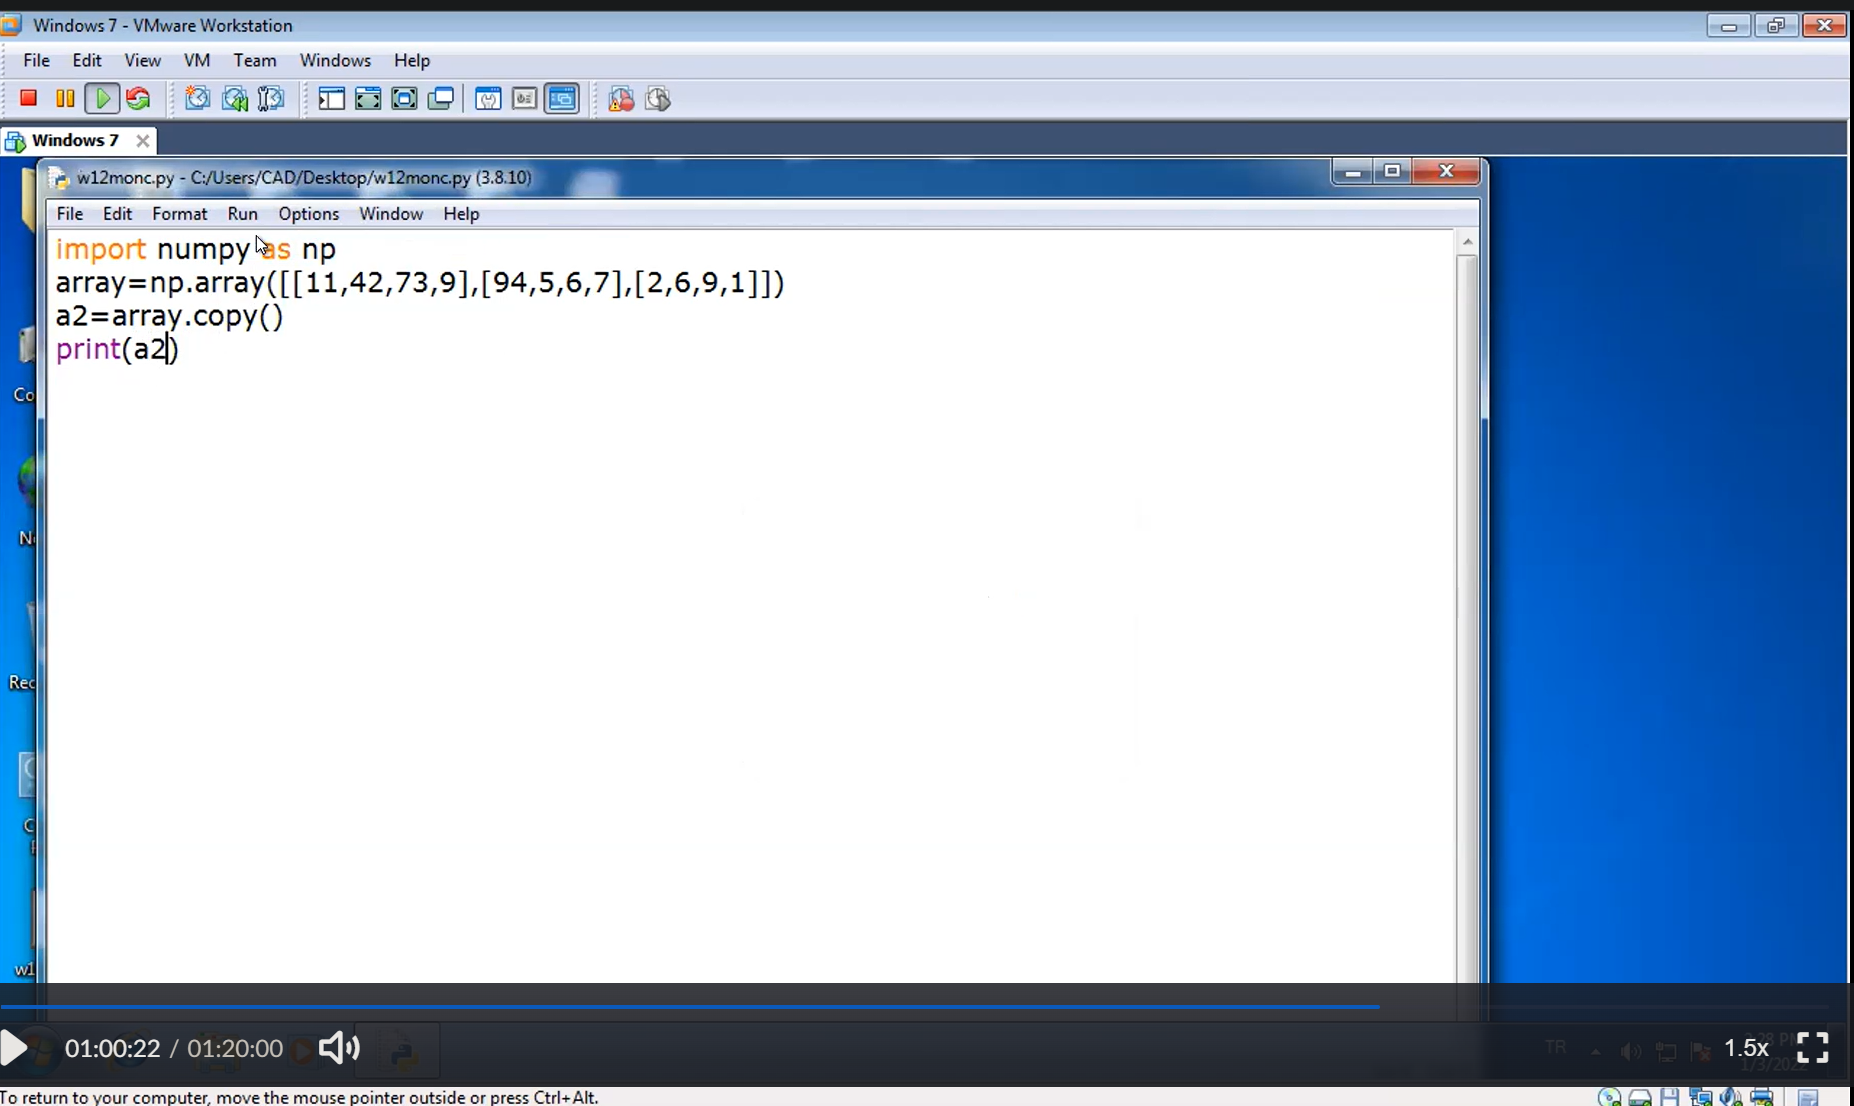 Windows 7 - VMware Workstation
File Edit View VM Team Windows Help
Windows 7
w12monc.py - C:/Users/CAD/Desktop/w12monc.py (3.8.10)
File Edit Format Run Options Window Help
import numpy as np
array=np.array([[11,42,73,9],[94,5,6,7],[2,6,9,1]])
a2=array.copy()
print(a2)
Co
N
Rec
C
w1
01:00:22 / 01:20:00
TR
1.5x
To return to your computer, move the mouse pointer outside or press Ctrl+Alt.